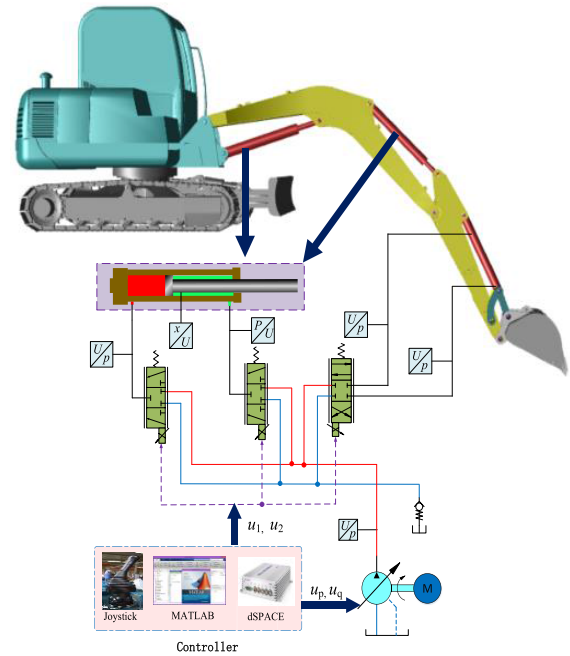 U/p
x/U
P/U
U/p
U/p
u1, u2
U/p
Joystick
MATLAB
dSPACE
up, uq
M
Controller